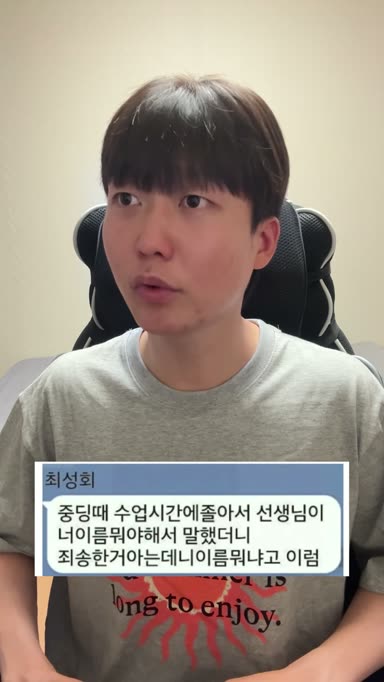 최성회
중딩때 수업시간에졸아서 선생님이
너이름뭐야해서 말했더니
죄송한거아는데니이름뭐냐고 이럼
is
long to enjoy.